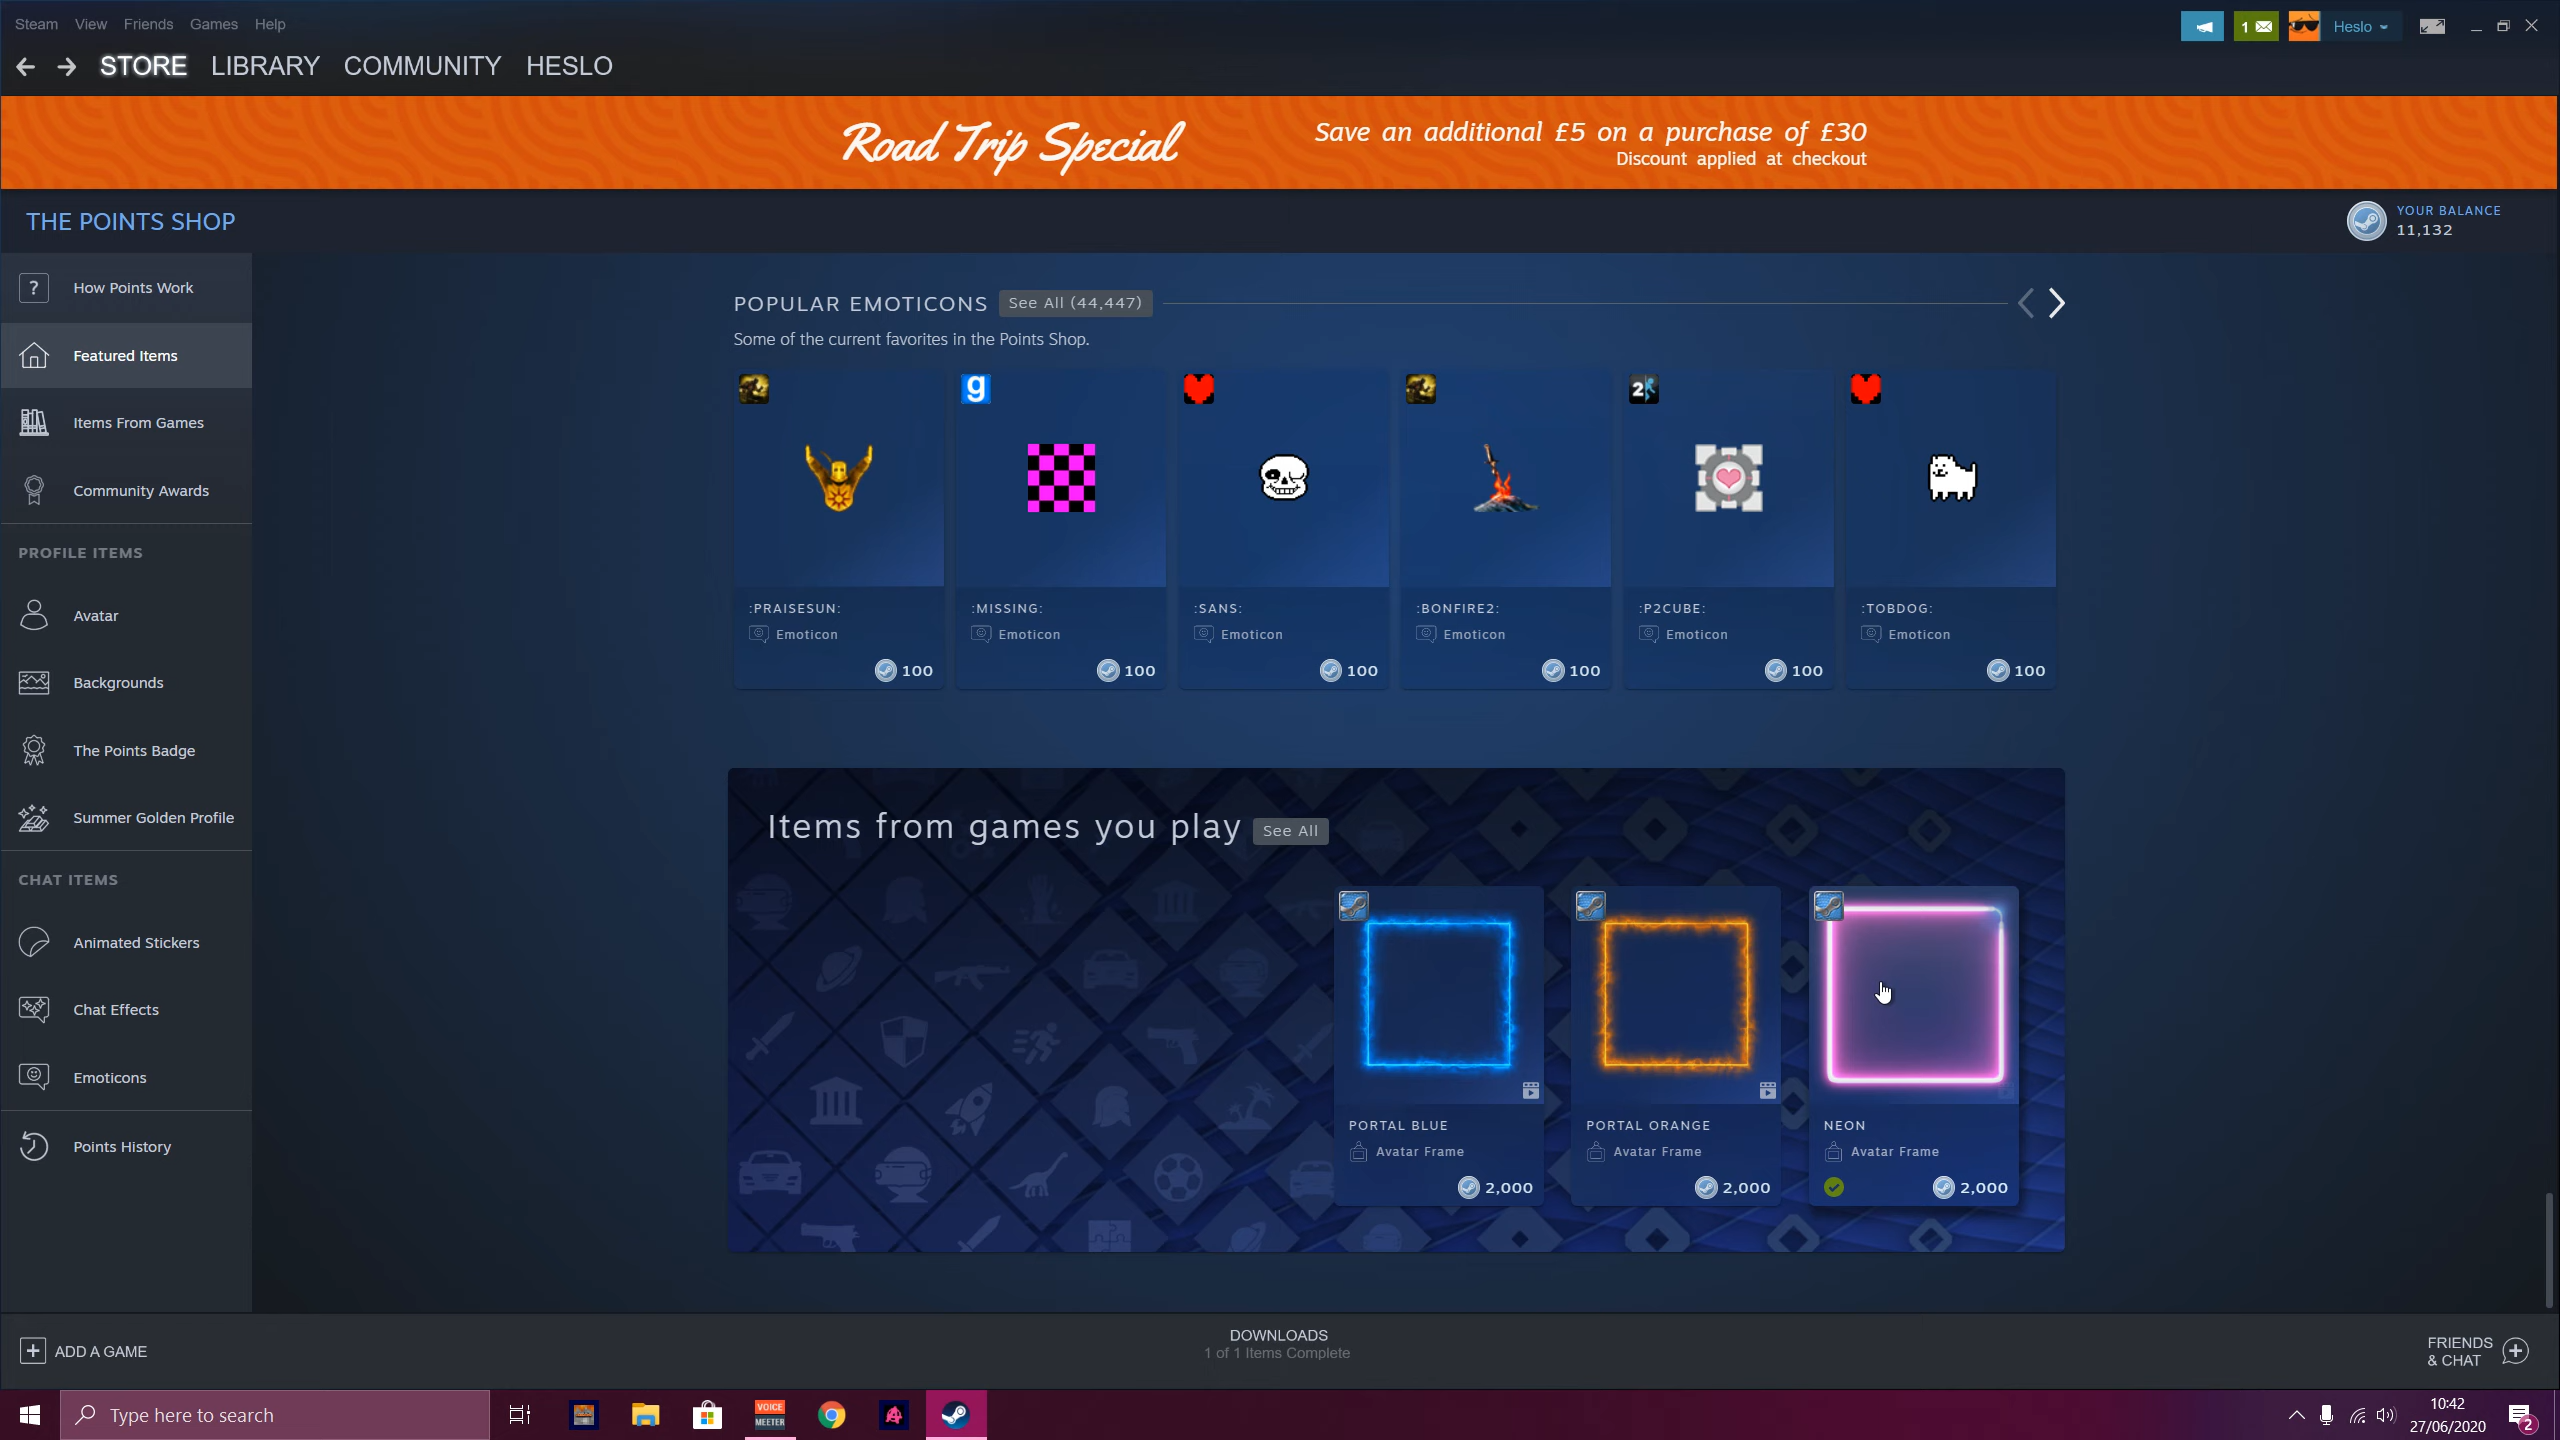 Steam View Friends Games Help
1
Heslo
STORE LIBRARY COMMUNITY HESLO
Road Trip Special
Save an additional £5 on a purchase of £30
Discount applied at checkout
THE POINTS SHOP
YOUR BALANCE
11,132
? How Points Work
Featured Items
Items From Games
Community Awards
PROFILE ITEMS
Avatar
Backgrounds
The Points Badge
Summer Golden Profile
CHAT ITEMS
Animated Stickers
Chat Effects
Emoticons
Points History
POPULAR EMOTICONS See All (44,447)
Some of the current favorites in the Points Shop.
g
2
:PRAISESUN: :MISSING: :SANS: :BONFIRE2: :P2CUBE: :TOBDOG:
Emoticon Emoticon Emoticon Emoticon Emoticon Emoticon
100 100 100 100 100 100
Items from games you play See All
PORTAL BLUE PORTAL ORANGE NEON
Avatar Frame Avatar Frame Avatar Frame
2,000 2,000 2,000
ADD A GAME
DOWNLOADS
1 of 1 Items Complete
FRIENDS
& CHAT
Type here to search
VOICE
MEETER
10:42
27/06/2020
2